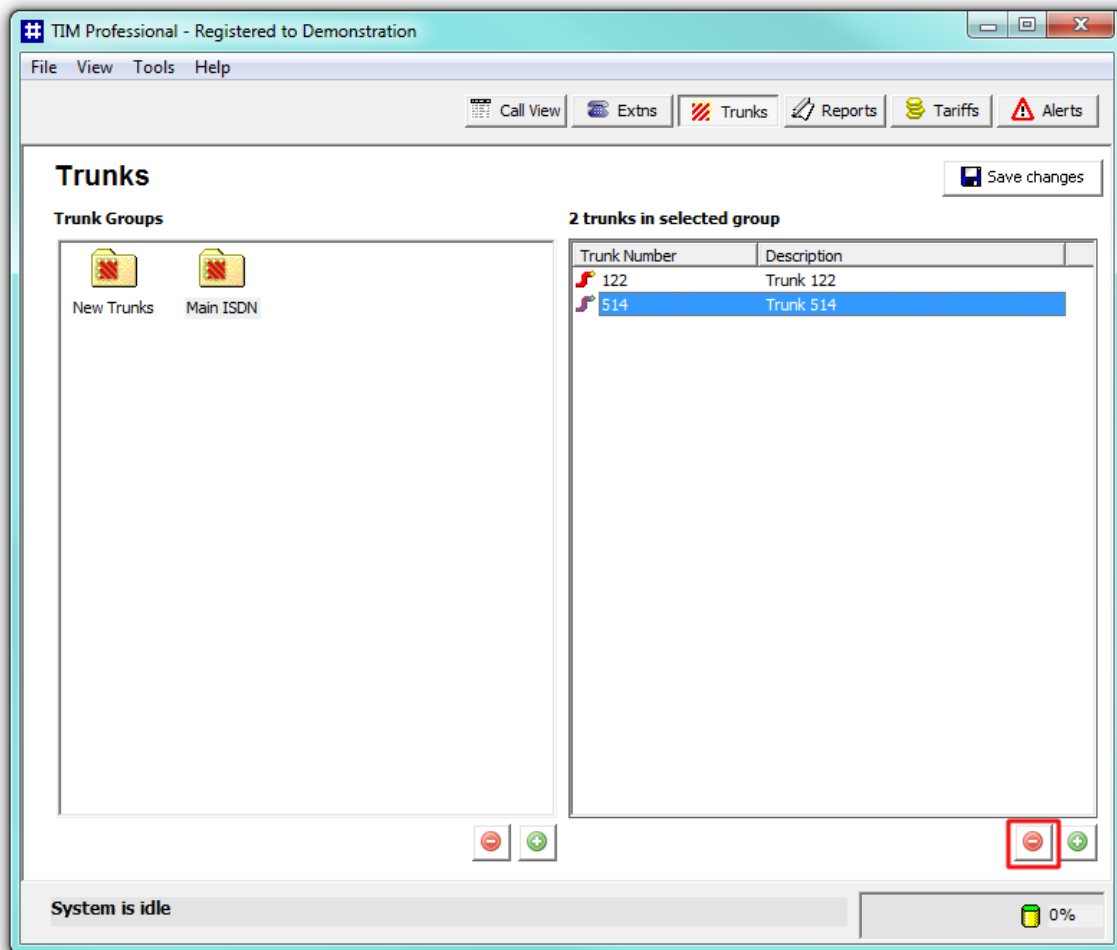 TIM Professional - Registered to Demonstration
File View Tools Help
Call View Extns Trunks Reports Tariffs Alerts
Trunks
Save changes
Trunk Groups
2 trunks in selected group
Trunk Number Description
122 Trunk 122
514 Trunk 514
New Trunks Main ISDN
System is idle
0%